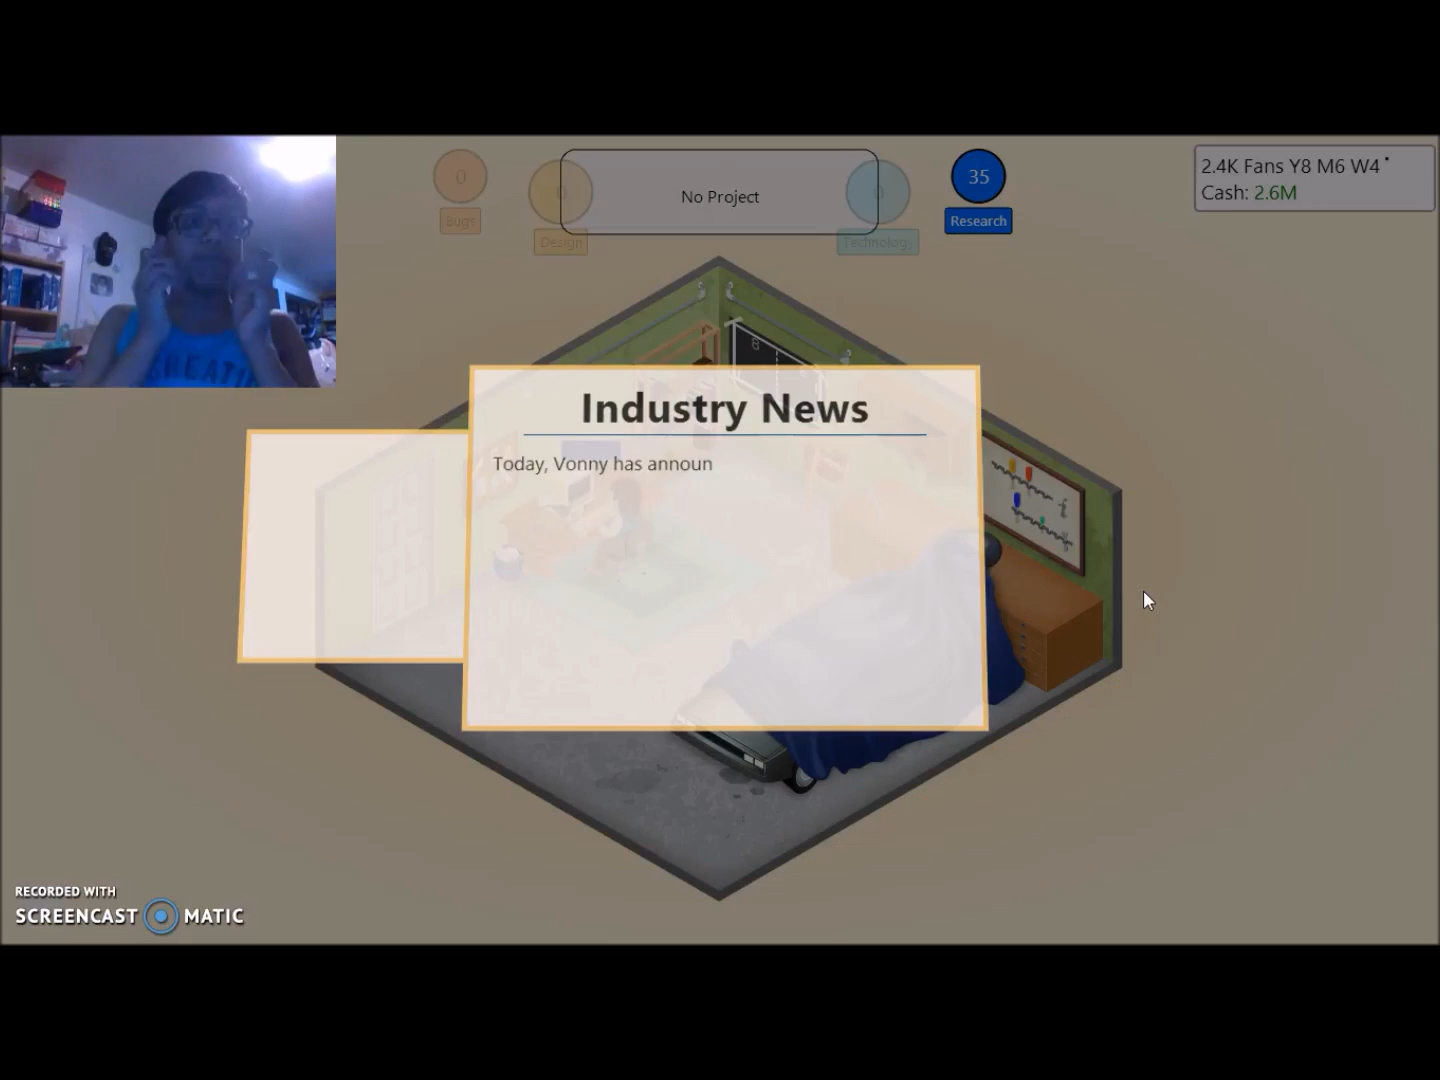 0
Bugs
Design
No Project
Technology
35
Research
2.4K Fans Y8 M6 W4
Cash: 2.6M
Industry News
Today, Vonny has announ
RECORDED WITH
SCREENCAST MATIC